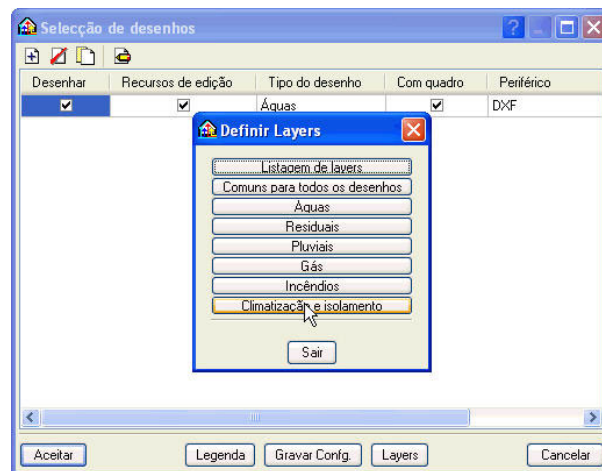 Selecção de desenhos
Desenhar Recursos de edição Tipo do desenho Com quadro Periférico
Águas DXF
Definir Layers
Listagem de layers
Comuns para todos os desenhos
Águas
Residuais
Pluviais
Gás
Incêndios
Climatização e isolamento
Sair
Aceitar Legenda Gravar Confg. Layers Cancelar